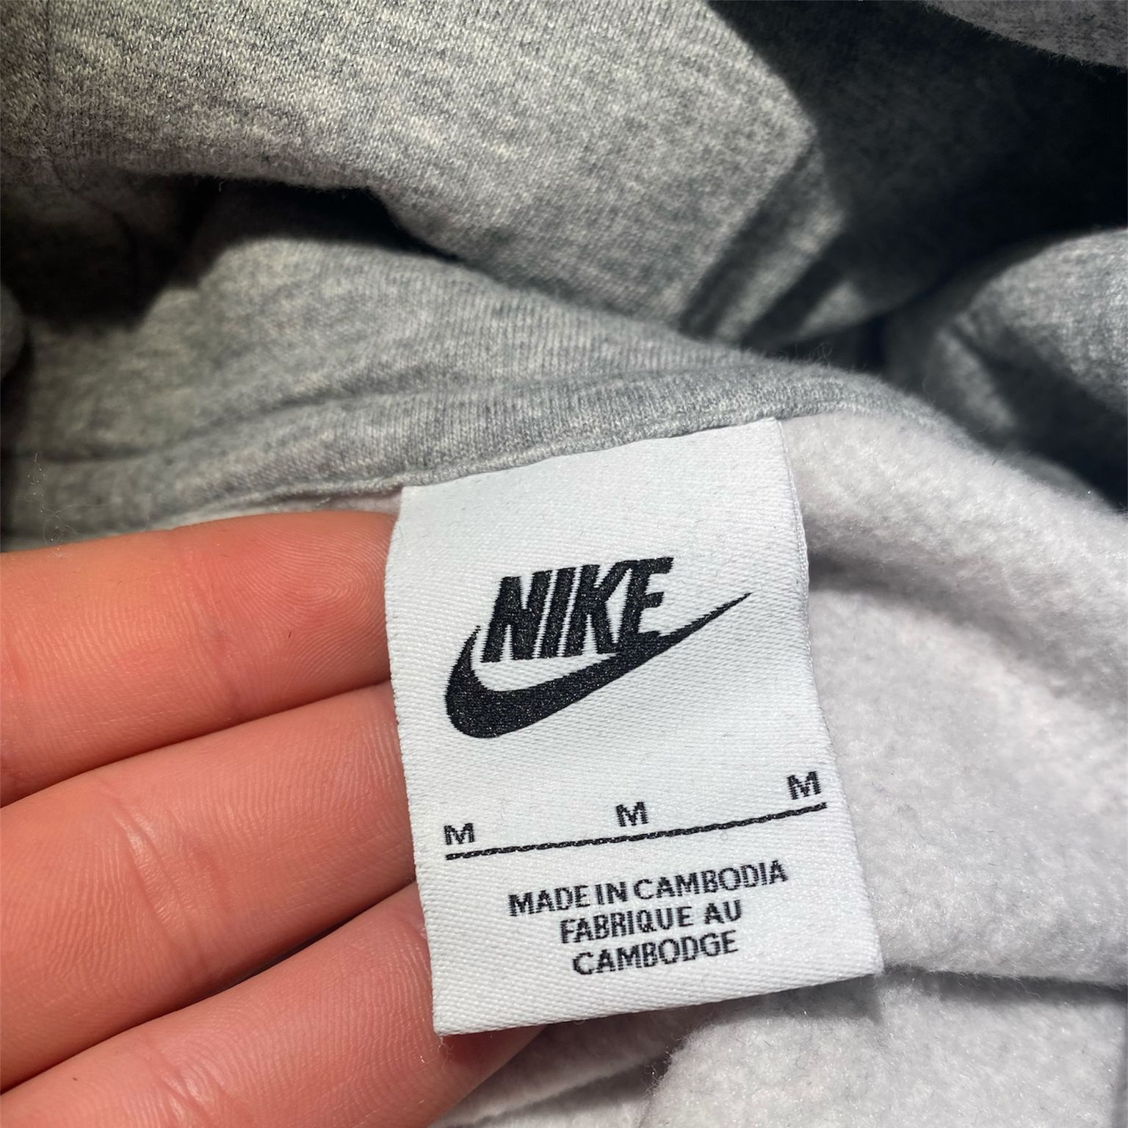 NIKE
M M M
MADE IN CAMBODIA
FABRIQUE AU
CAMBODGE